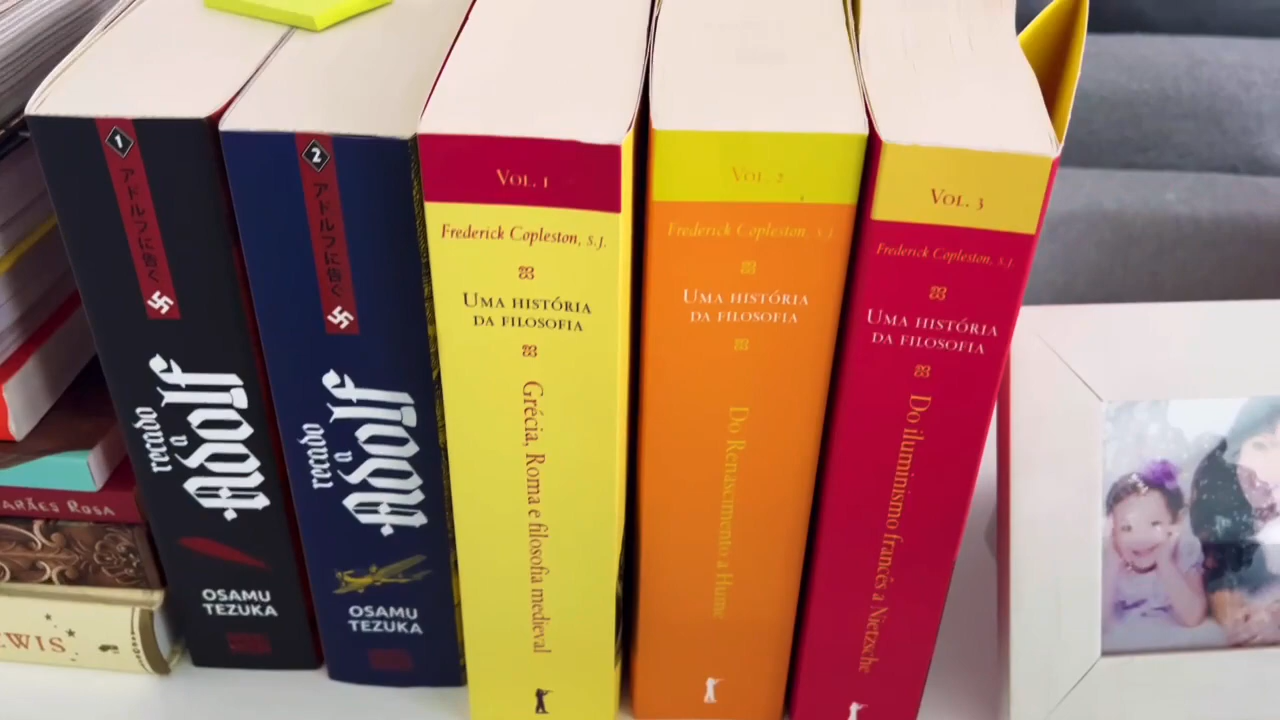 1
アドルフに告ぐ
recado
a
Adolf
OSAMU
TEZUKA
2
アドルフに告ぐ
recado
a
Adolf
OSAMU
TEZUKA
VOL. 1
Frederick Copleston, S.J.
UMA HISTÓRIA
DA FILOSOFIA
Grécia, Roma e filosofia medieval
VOL. 2
Frederick Copleston, S.J.
UMA HISTÓRIA
DA FILOSOFIA
Do Renascimento a Hume
VOL. 3
Frederick Copleston, S.J.
UMA HISTÓRIA
DA FILOSOFIA
Do iluminismo francês a Nietzsche
ARÃES ROSA
EWIS